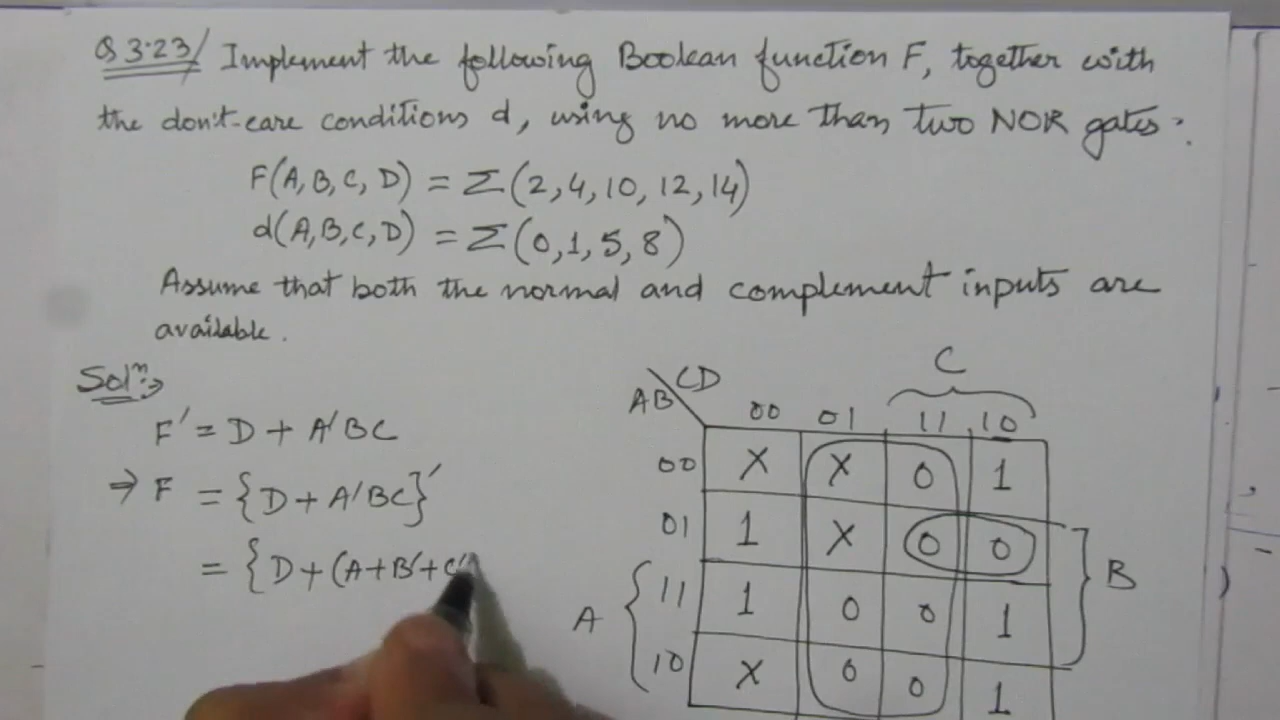 Q 3.23/ Implement the following Boolean function F, together with
the don't-care conditions d, using no more than two NOR gates:
F(A, B, C, D) = Σ(2, 4, 10, 12, 14)
d(A, B, C, D) = Σ(0, 1, 5, 8)
Assume that both the normal and complement inputs are
available.
Solⁿ:→
F' = D + A'BC
⇒ F = {D + A'BC}'
= {D + (A+B'+C'
C
AB CD
00 01 11 10
00 X X 0 1
01 1 X 0 0
11 1 0 0 1
10 X 0 0 1
A
B